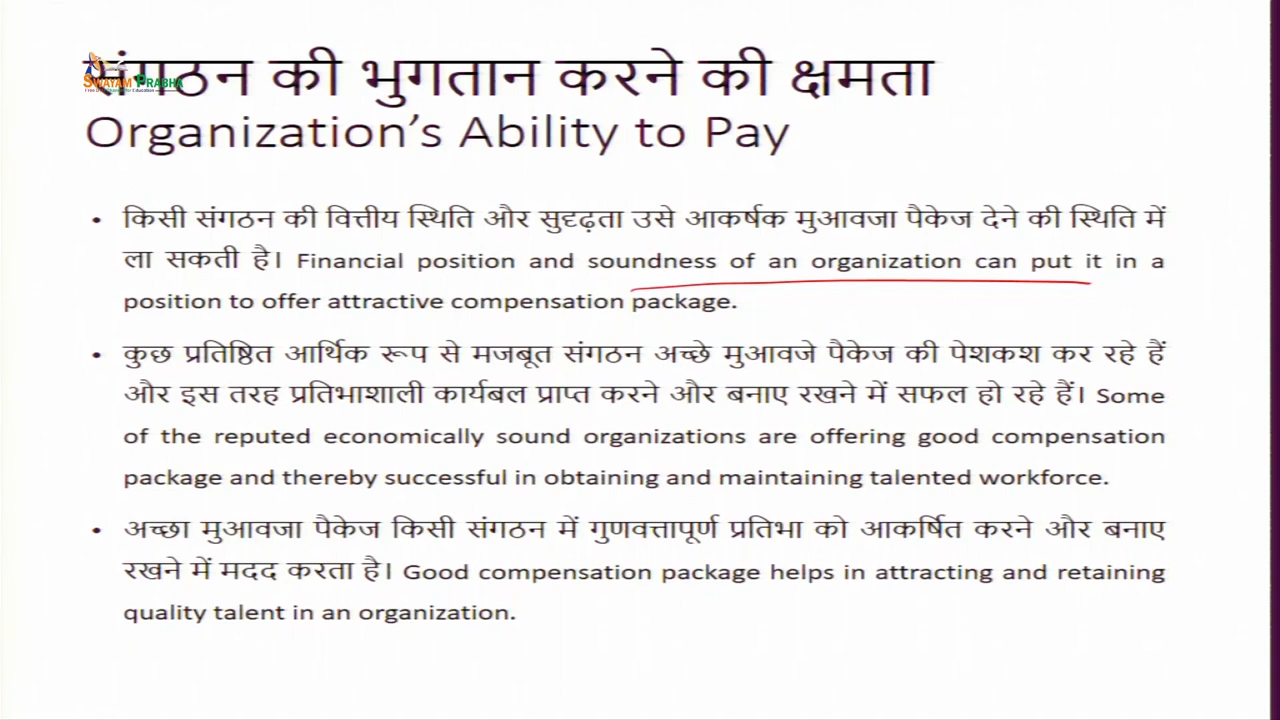 संगठन की भुगतान करने की क्षमता
SWAYAM PRABHA
Organization's Ability to Pay
• किसी संगठन की वित्तीय स्थिति और सुदृढ़ता उसे आकर्षक मुआवजा पैकेज देने की स्थिति में
ला सकती है। Financial position and soundness of an organization can put it in a
position to offer attractive compensation package.
• कुछ प्रतिष्ठित आर्थिक रूप से मजबूत संगठन अच्छे मुआवजे पैकेज की पेशकश कर रहे हैं
और इस तरह प्रतिभाशाली कार्यबल प्राप्त करने और बनाए रखने में सफल हो रहे हैं। Some
of the reputed economically sound organizations are offering good compensation
package and thereby successful in obtaining and maintaining talented workforce.
• अच्छा मुआवजा पैकेज किसी संगठन में गुणवत्तापूर्ण प्रतिभा को आकर्षित करने और बनाए
रखने में मदद करता है। Good compensation package helps in attracting and retaining
quality talent in an organization.